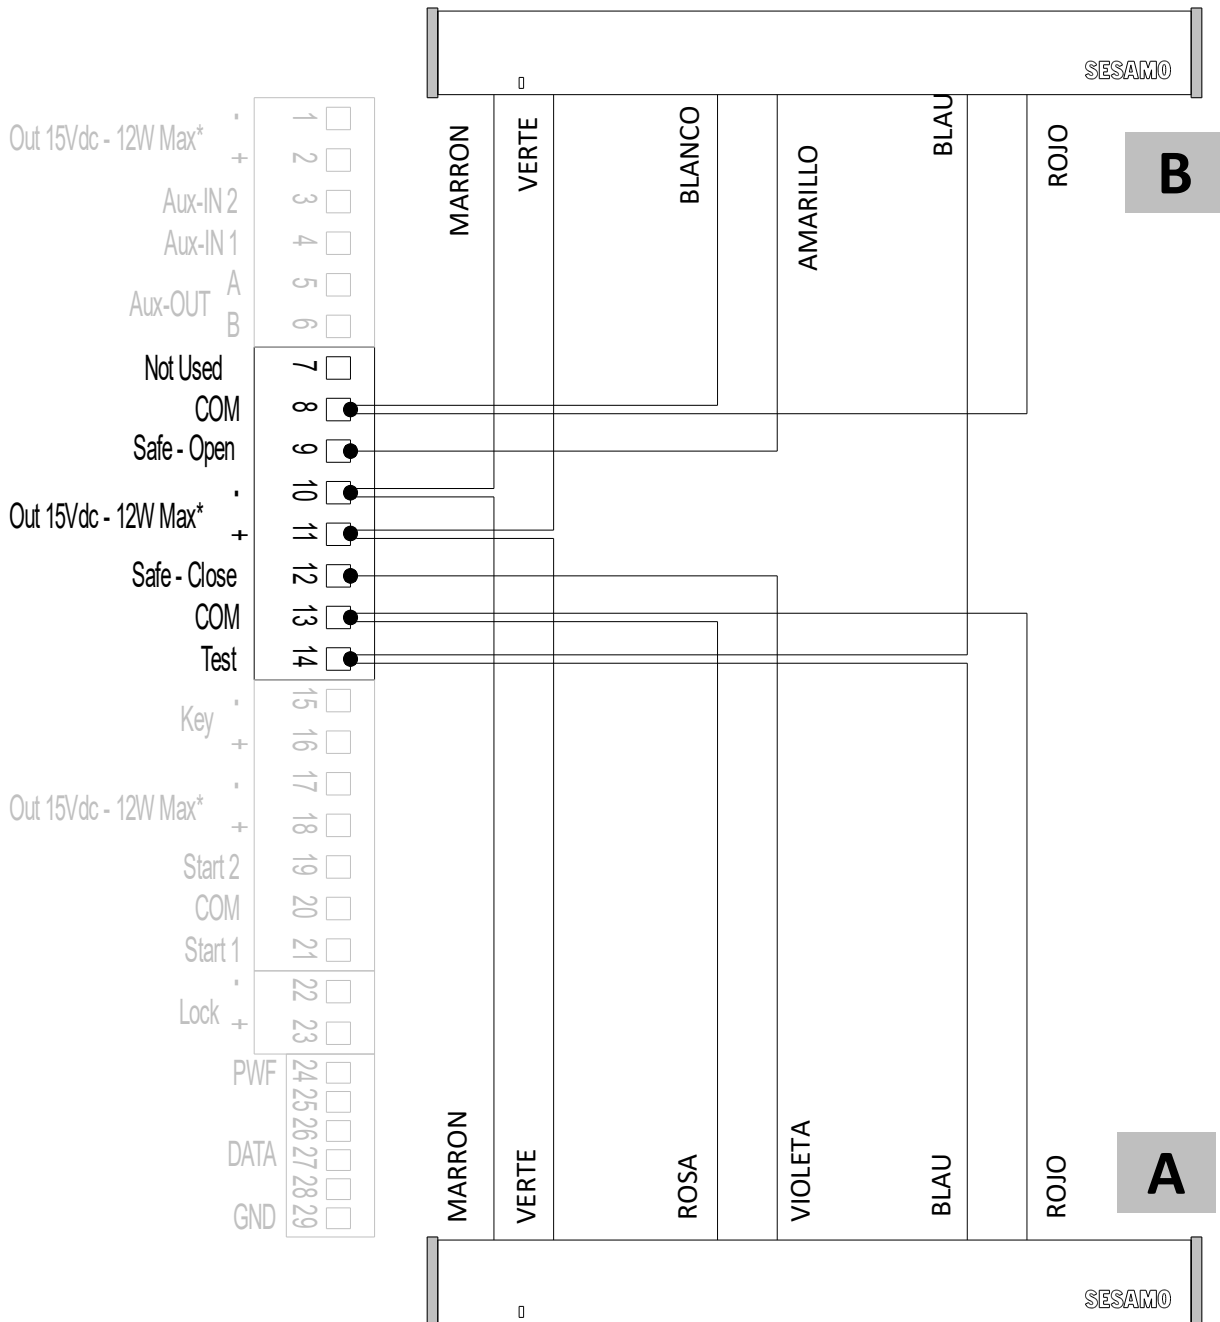 SESAMO
MARRON
VERTE
BLANCO
AMARILLO
BLAU
ROJO
B
Out 15Vdc - 12W Max*
- 1
+ 2
Aux-IN 2 3
Aux-IN 1 4
Aux-OUT
A 5
B 6
Not Used 7
COM 8
Safe - Open 9
Out 15Vdc - 12W Max*
- 10
+ 11
Safe - Close 12
COM 13
Test 14
Key
- 15
+ 16
Out 15Vdc - 12W Max*
- 17
+ 18
Start 2 19
COM 20
Start 1 21
Lock
- 22
+ 23
PWF 24
25
26
DATA 27
28
GND 29
MARRON
VERTE
ROSA
VIOLETA
BLAU
ROJO
A
SESAMO